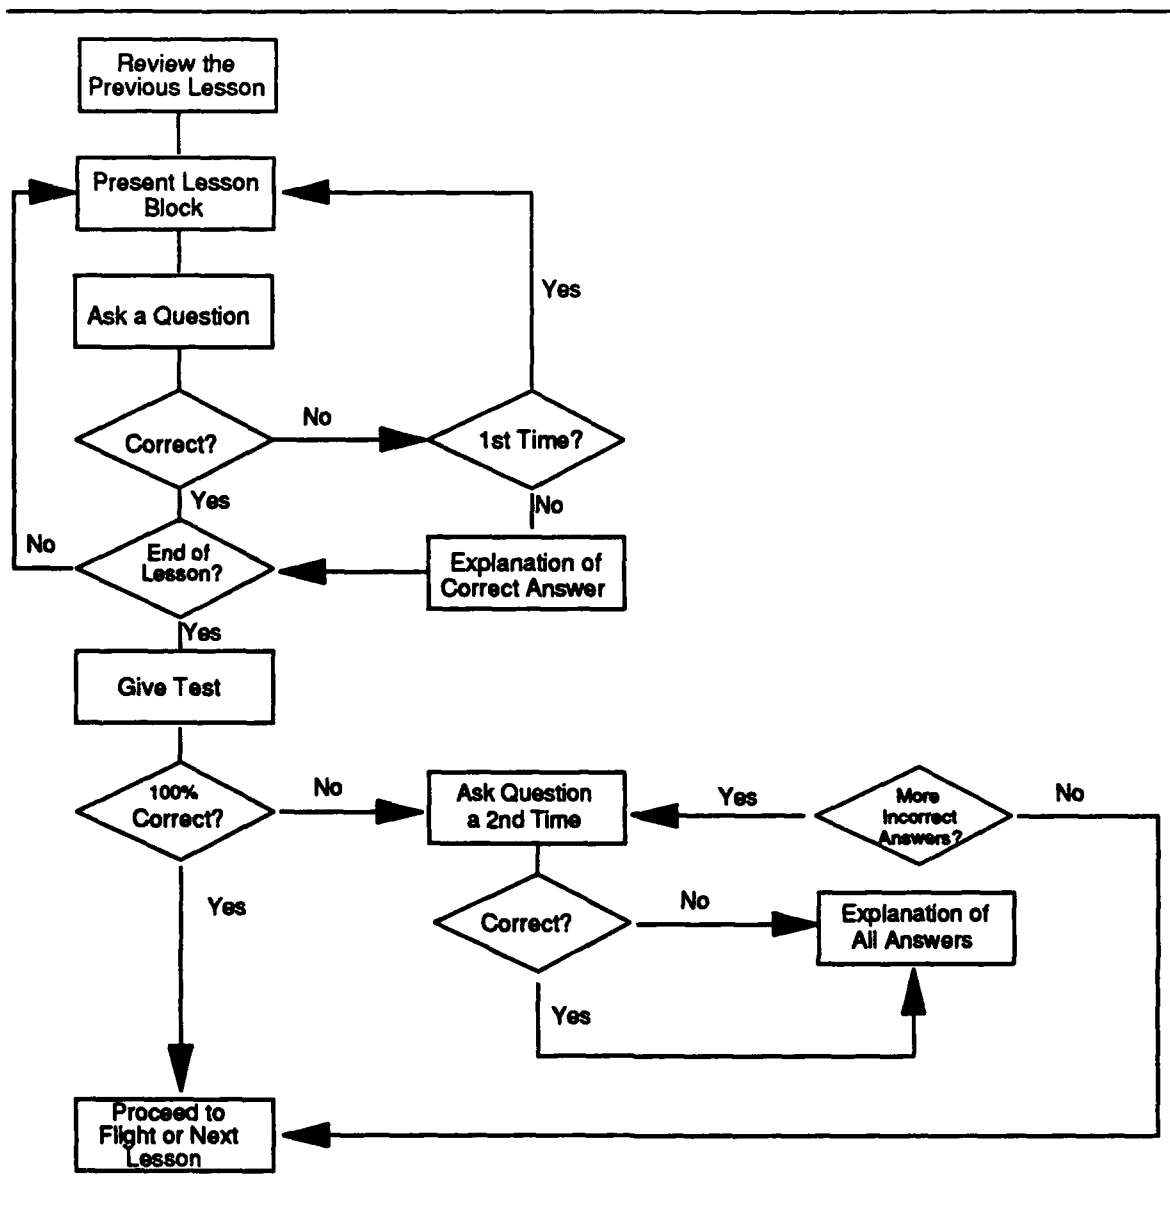 Review the
Previous Lesson
Present Lesson
Block
Yes
Ask a Question
No
Correct?
1st Time?
Yes
No
No
End of
Lesson?
Explanation of
Correct Answer
Yes
Give Test
100%
Correct?
No
Ask Question
a 2nd Time
Yes
More
Incorrect
Answers?
No
Yes
Correct?
No
Explanation of
All Answers
Yes
Proceed to
Flight or Next
Lesson